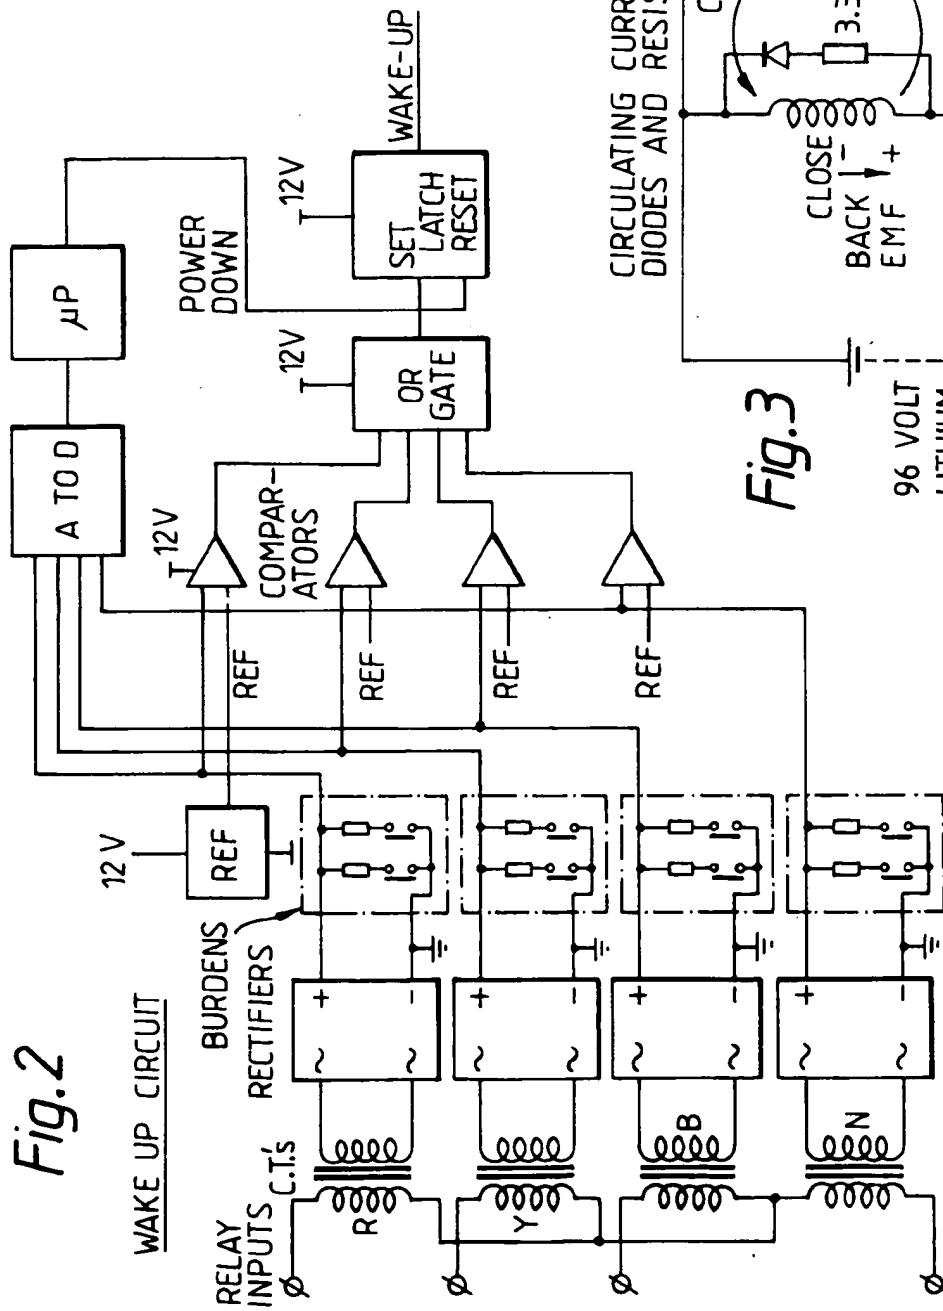 Fig.2
WAKE UP CIRCUIT
RELAY
INPUTS
C.T.'s
R
Y
B
N
RECTIFIERS
~
+
~
-
~
+
~
-
~
+
~
-
~
+
~
-
BURDENS
12V
REF
REF
REF
REF
REF
12V
COMPAR-
ATORS
A TO D
μP
POWER
DOWN
12V
OR
GATE
12V
SET
LATCH
RESET
WAKE-UP
Fig.3
96 VOLT
CIRCULATING CURR
DIODES AND RESIS
CLOSE
BACK -
EMF +
3.3
C